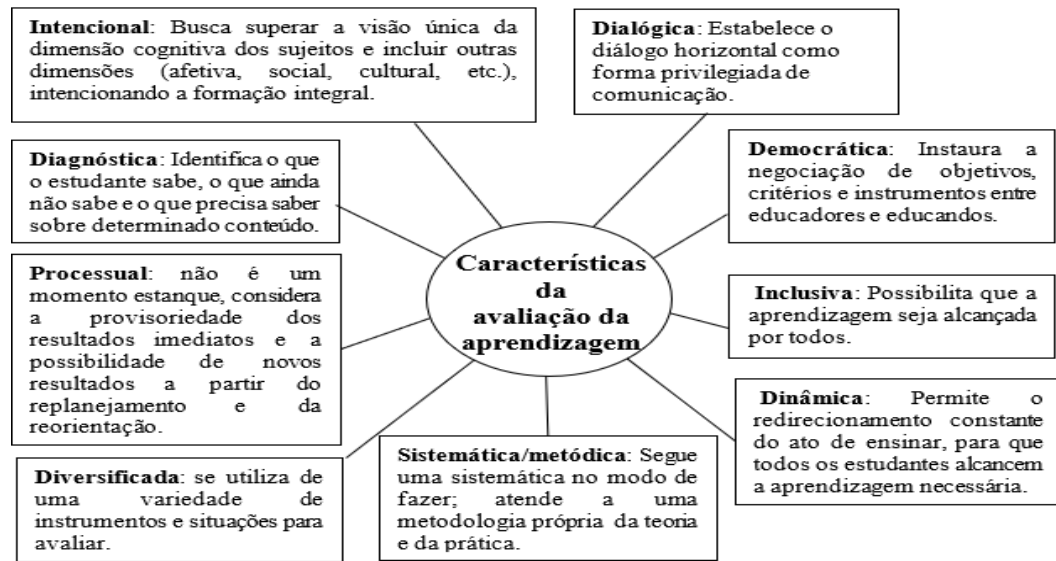 Intencional: Busca superar a visão única da
dimensão cognitiva dos sujeitos e incluir outras
dimensões (afetiva, social, cultural, etc.),
intencionando a formação integral.
Dialógica: Estabelece o
diálogo horizontal como
forma privilegiada de
comunicação.
Diagnóstica: Identifica o que
o estudante sabe, o que ainda
não sabe e o que precisa saber
sobre determinado conteúdo.
Democrática: Instaura a
negociação de objetivos,
critérios e instrumentos entre
educadores e educandos.
Características
da
avaliação da
aprendizagem
Processual: não é um
momento estanque, considera
a provisoriedade dos
resultados imediatos e a
possibilidade de novos
resultados a partir do
replanejamento e da
reorientação.
Inclusiva: Possibilita que a
aprendizagem seja alcançada
por todos.
Diversificada: se utiliza de
uma variedade de
instrumentos e situações para
avaliar.
Sistemática/metódica: Segue
uma sistemática no modo de
fazer; atende a uma
metodologia própria da teoria
e da prática.
Dinâmica: Permite o
redirecionamento constante
do ato de ensinar, para que
todos os estudantes alcancem
a aprendizagem necessária.